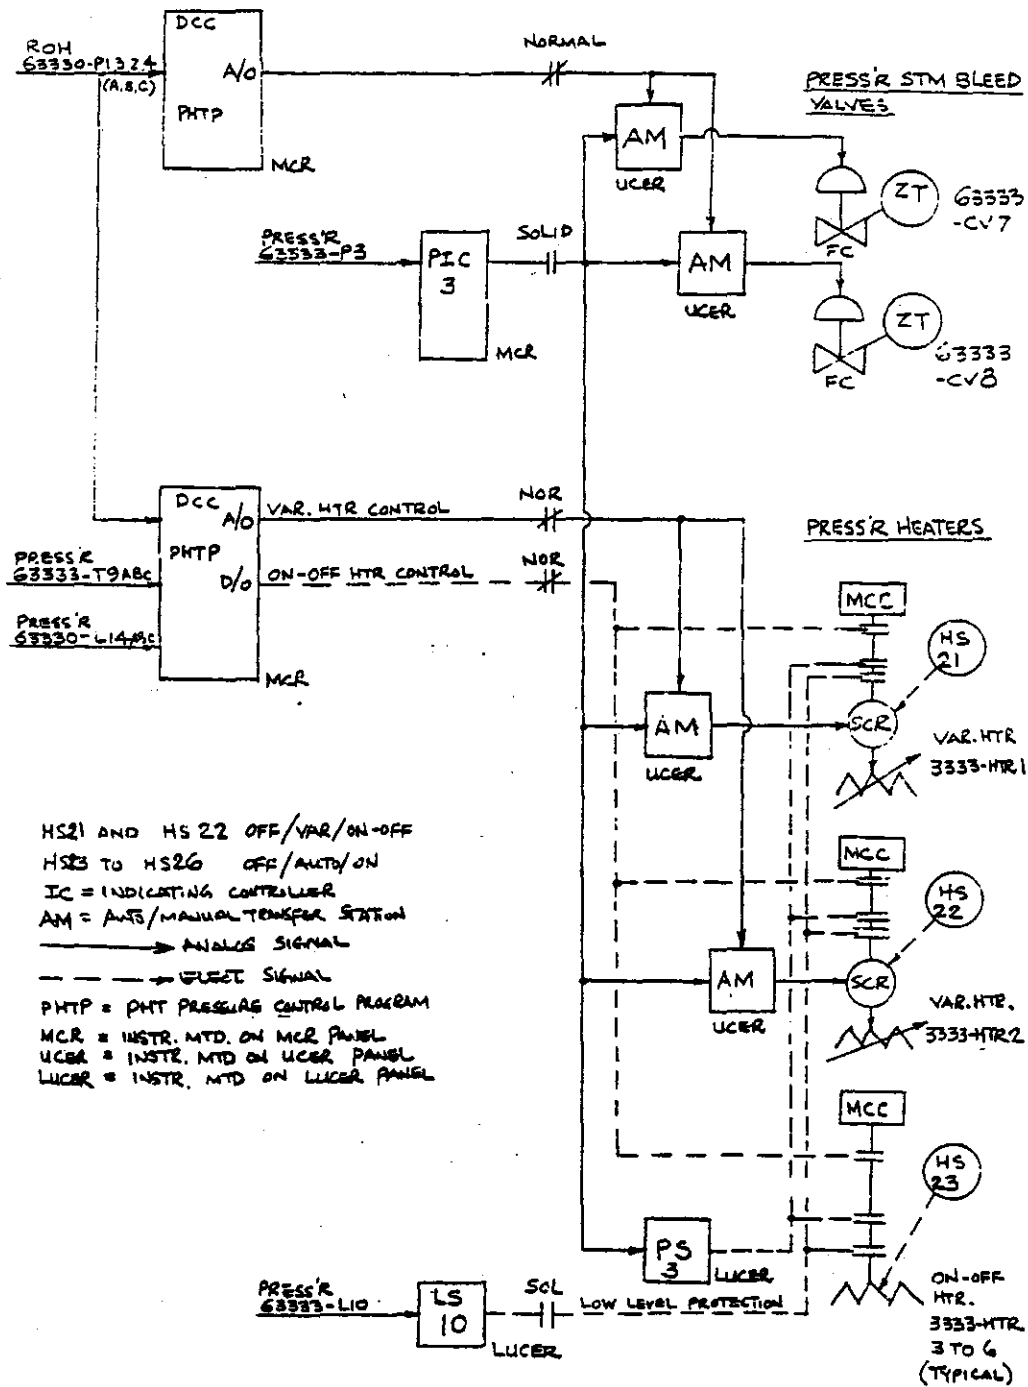 ROH
63330-P1,3,2,4
(A,B,C)
DCC
A/O
PHTP
MCR
NORMAL
PRESS'R STM BLEED
VALVES
AM
UCER
ZT
63333
-CV7
FC
PRESS'R
63333-P3
PIC
3
MCR
SOLID
AM
UCER
ZT
63333
-CV8
FC
DCC
A/O
PHTP
D/O
MCR
VAR. HTR CONTROL
NOR
ON-OFF HTR CONTROL
NOR
PRESS'R
63333-T9ABC
PRESS'R
63330-L14A,B,C
PRESS'R HEATERS
MCC
HS
21
AM
UCER
SCR
VAR. HTR
3333-HTR1
MCC
HS
22
AM
UCER
SCR
VAR. HTR.
3333-HTR2
HS21 AND HS 22 OFF/VAR/ON-OFF
HS23 TO HS26 OFF/AUTO/ON
IC = INDICATING CONTROLLER
AM = AUTO/MANUAL TRANSFER STATION
ANALOG SIGNAL
ELECT SIGNAL
PHTP = PHT PRESSURE CONTROL PROGRAM
MCR = INSTR. MTD. ON MCR PANEL
UCER = INSTR. MTD ON UCER PANEL
LUCER = INSTR. MTD ON LUCER PANEL
MCC
HS
23
PS
3
LUCER
PRESS'R
63333-L10
LS
10
LUCER
SOL
LOW LEVEL PROTECTION
ON-OFF
HTR.
3333-HTR
3 TO 6
(TYPICAL)